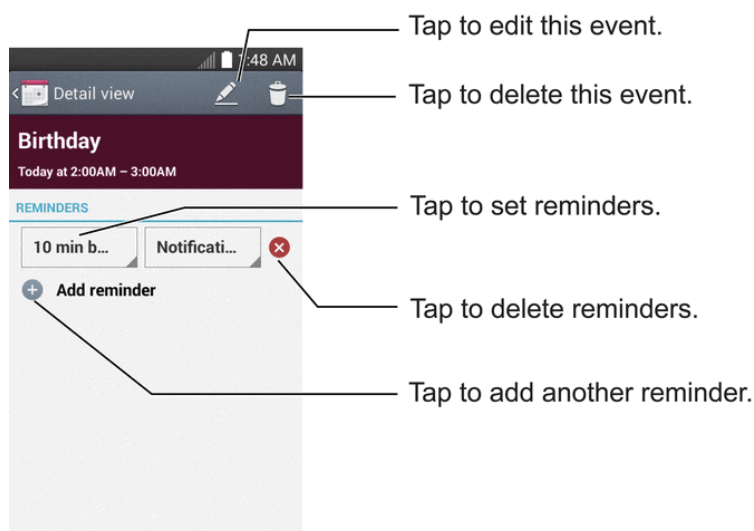 Tap to edit this event.
1:48 AM
Detail view
Tap to delete this event.
Birthday
Today at 2:00AM – 3:00AM
REMINDERS
Tap to set reminders.
10 min b... Notificati...
Add reminder
Tap to delete reminders.
Tap to add another reminder.